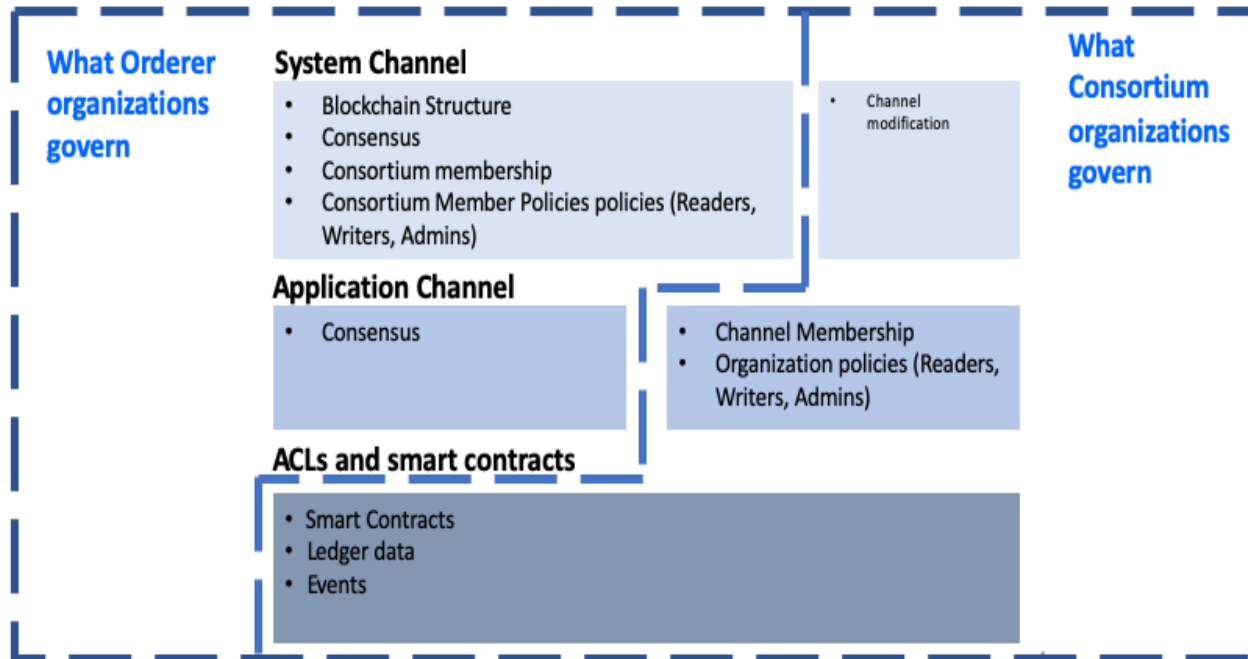 What Orderer
organizations
govern
System Channel
• Blockchain Structure
• Consensus
• Consortium membership
• Consortium Member Policies policies (Readers,
Writers, Admins)
• Channel
modification
What
Consortium
organizations
govern
Application Channel
• Consensus
• Channel Membership
• Organization policies (Readers,
Writers, Admins)
ACLs and smart contracts
• Smart Contracts
• Ledger data
• Events